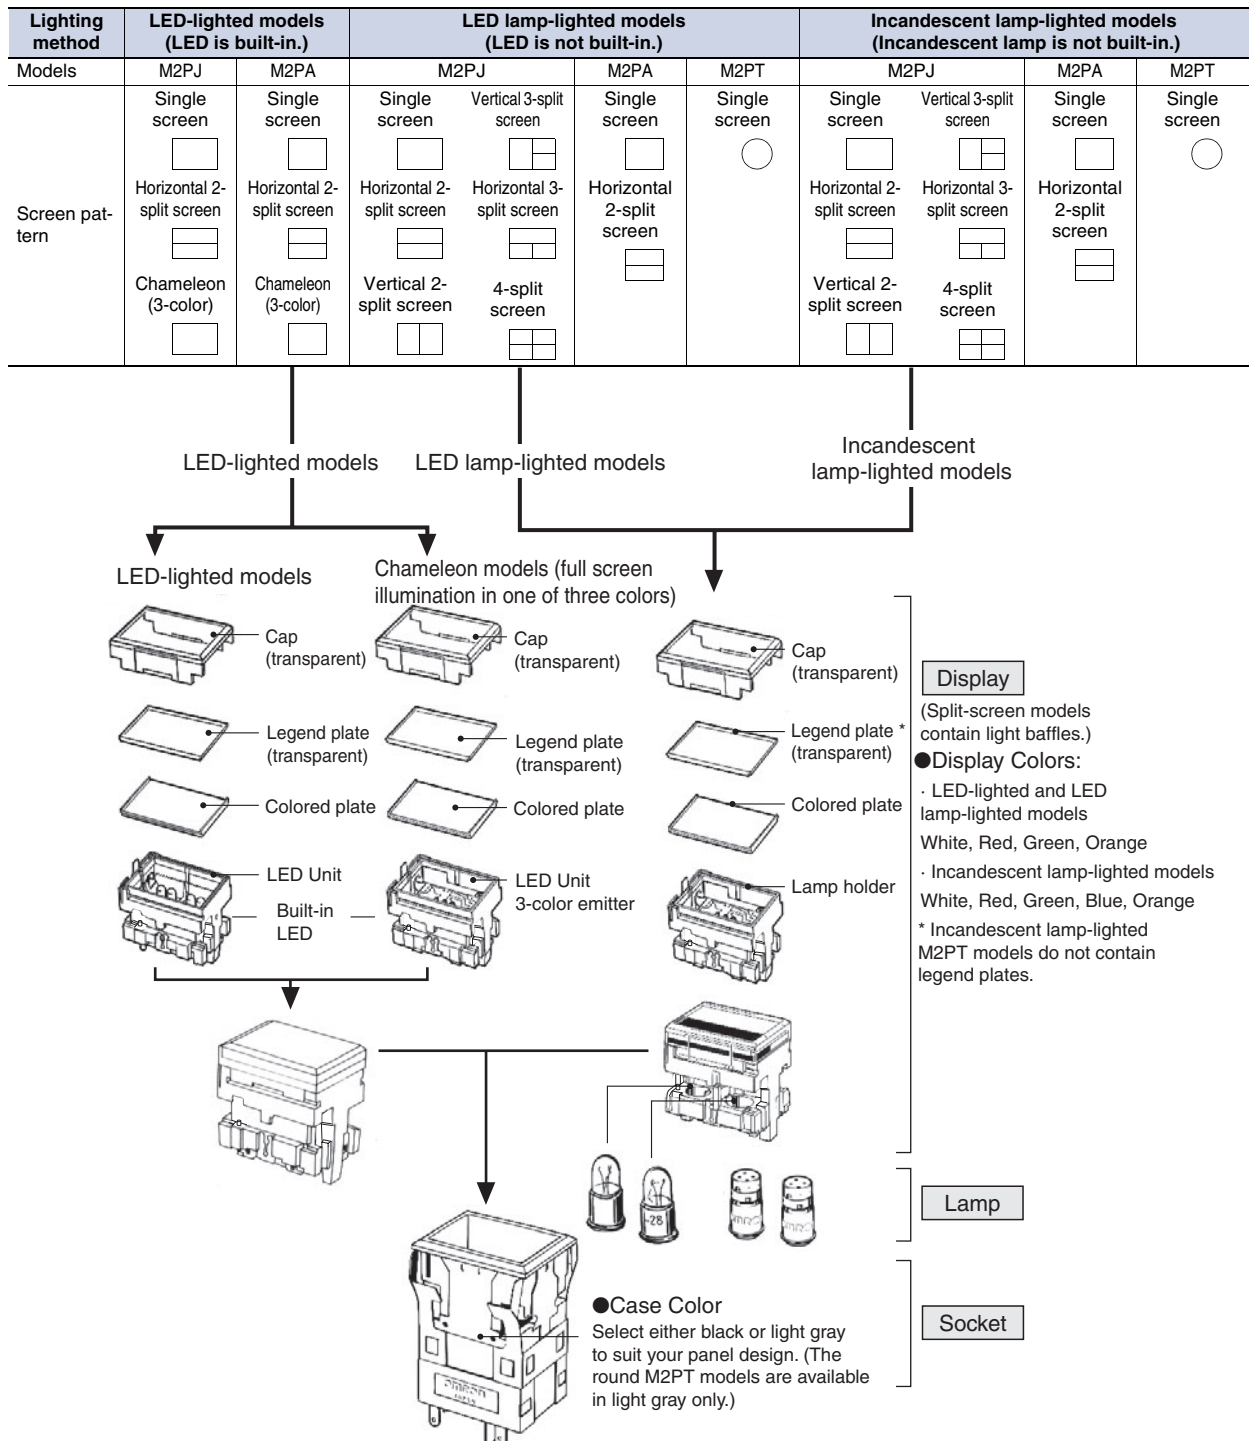 Lighting method
LED-lighted models (LED is built-in.)
LED lamp-lighted models (LED is not built-in.)
Incandescent lamp-lighted models (Incandescent lamp is not built-in.)
Models
M2PJ
M2PA
M2PJ
M2PA
M2PT
M2PJ
M2PA
M2PT
Screen pat-
tern
Single
screen
Horizontal 2-
split screen
Chameleon
(3-color)
Single
screen
Horizontal 2-
split screen
Chameleon
(3-color)
Single
screen
Horizontal 2-
split screen
Vertical 2-
split screen
Vertical 3-split
screen
Horizontal 3-
split screen
4-split
screen
Single
screen
Horizontal
2-split
screen
Single
screen
Single
screen
Horizontal 2-
split screen
Vertical 2-
split screen
Vertical 3-split
screen
Horizontal 3-
split screen
4-split
screen
Single
screen
Horizontal
2-split
screen
Single
screen
LED-lighted models
LED lamp-lighted models
Incandescent
lamp-lighted models
LED-lighted models
Chameleon models (full screen
illumination in one of three colors)
Cap
(transparent)
Legend plate
(transparent)
Colored plate
LED Unit
Built-in
LED
Cap
(transparent)
Legend plate
(transparent)
Colored plate
LED Unit
3-color emitter
Cap
(transparent)
Legend plate *
(transparent)
Colored plate
Lamp holder
Display
(Split-screen models
contain light baffles.)
●Display Colors:
· LED-lighted and LED
lamp-lighted models
White, Red, Green, Orange
· Incandescent lamp-lighted models
White, Red, Green, Blue, Orange
* Incandescent lamp-lighted
M2PT models do not contain
legend plates.
-28
Lamp
●Case Color
Select either black or light gray
to suit your panel design. (The
round M2PT models are available
in light gray only.)
omron
Socket